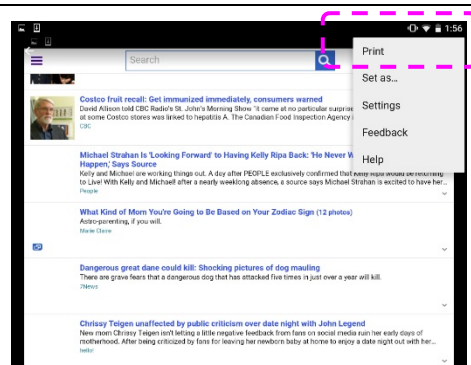 1:56
Search
Print
Set as...
Settings
Feedback
Help
Costco fruit recall: Get immunized immediately, consumers warned
David Allison told CBC Radio's St. John's Morning Show "it came at no particular surprise
at some Costco stores was linked to hepatitis A. The Canadian Food Inspection Agency
CBC
Michael Strahan Is 'Looking Forward' to Having Kelly Ripa Back: 'He Never W
Happen,' Says Source
Kelly and Michael are working things out. A day after PEOPLE exclusively confirmed that Kelly Ripa would be returning
to Live! With Kelly and Michael! after a nearly weeklong absence, a source says Michael Strahan is excited to have her...
People
What Kind of Mom You're Going to Be Based on Your Zodiac Sign (12 photos)
Astro-parenting, if you will.
Marie Claire
Dangerous great dane could kill: Shocking pictures of dog mauling
There are grave fears that a dangerous dog that has attacked five times in just over a year will kill.
7News
Chrissy Teigen unaffected by public criticism over date night with John Legend
New mom Chrissy Teigen isn't letting a little negative feedback from fans on social media ruin her early days of
motherhood. After being criticized by fans for leaving her newborn baby at home to enjoy a date night out with her...
hello!